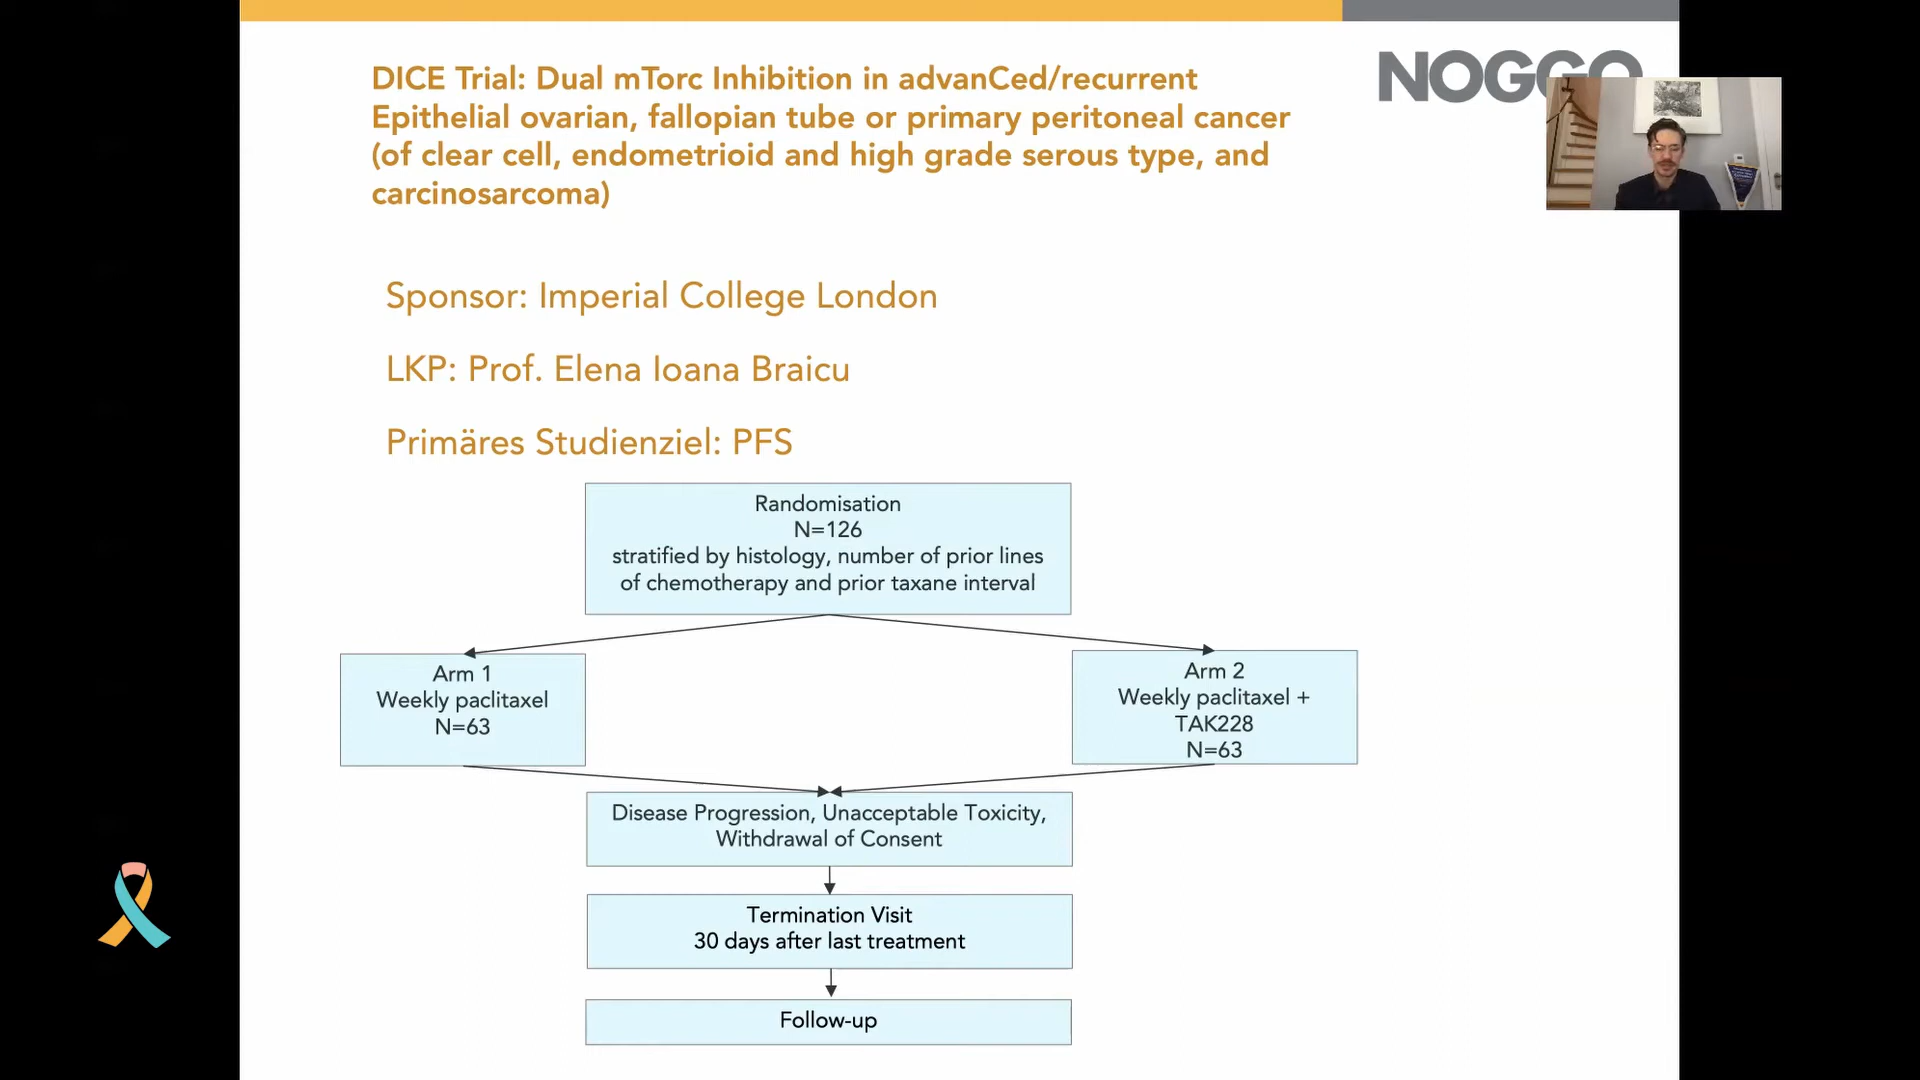 DICE Trial: Dual mTorc Inhibition in advanCed/recurrent
Epithelial ovarian, fallopian tube or primary peritoneal cancer
(of clear cell, endometrioid and high grade serous type, and
carcinosarcoma)
NOGGO
Sponsor: Imperial College London
LKP: Prof. Elena Ioana Braicu
Primäres Studienziel: PFS
Randomisation
N=126
stratified by histology, number of prior lines
of chemotherapy and prior taxane interval
Arm 1
Weekly paclitaxel
N=63
Arm 2
Weekly paclitaxel +
TAK228
N=63
Disease Progression, Unacceptable Toxicity,
Withdrawal of Consent
Termination Visit
30 days after last treatment
Follow-up